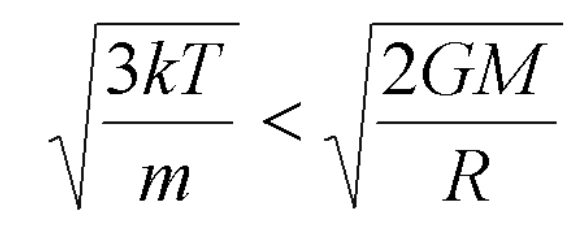 √(3kT/m) < √(2GM/R)